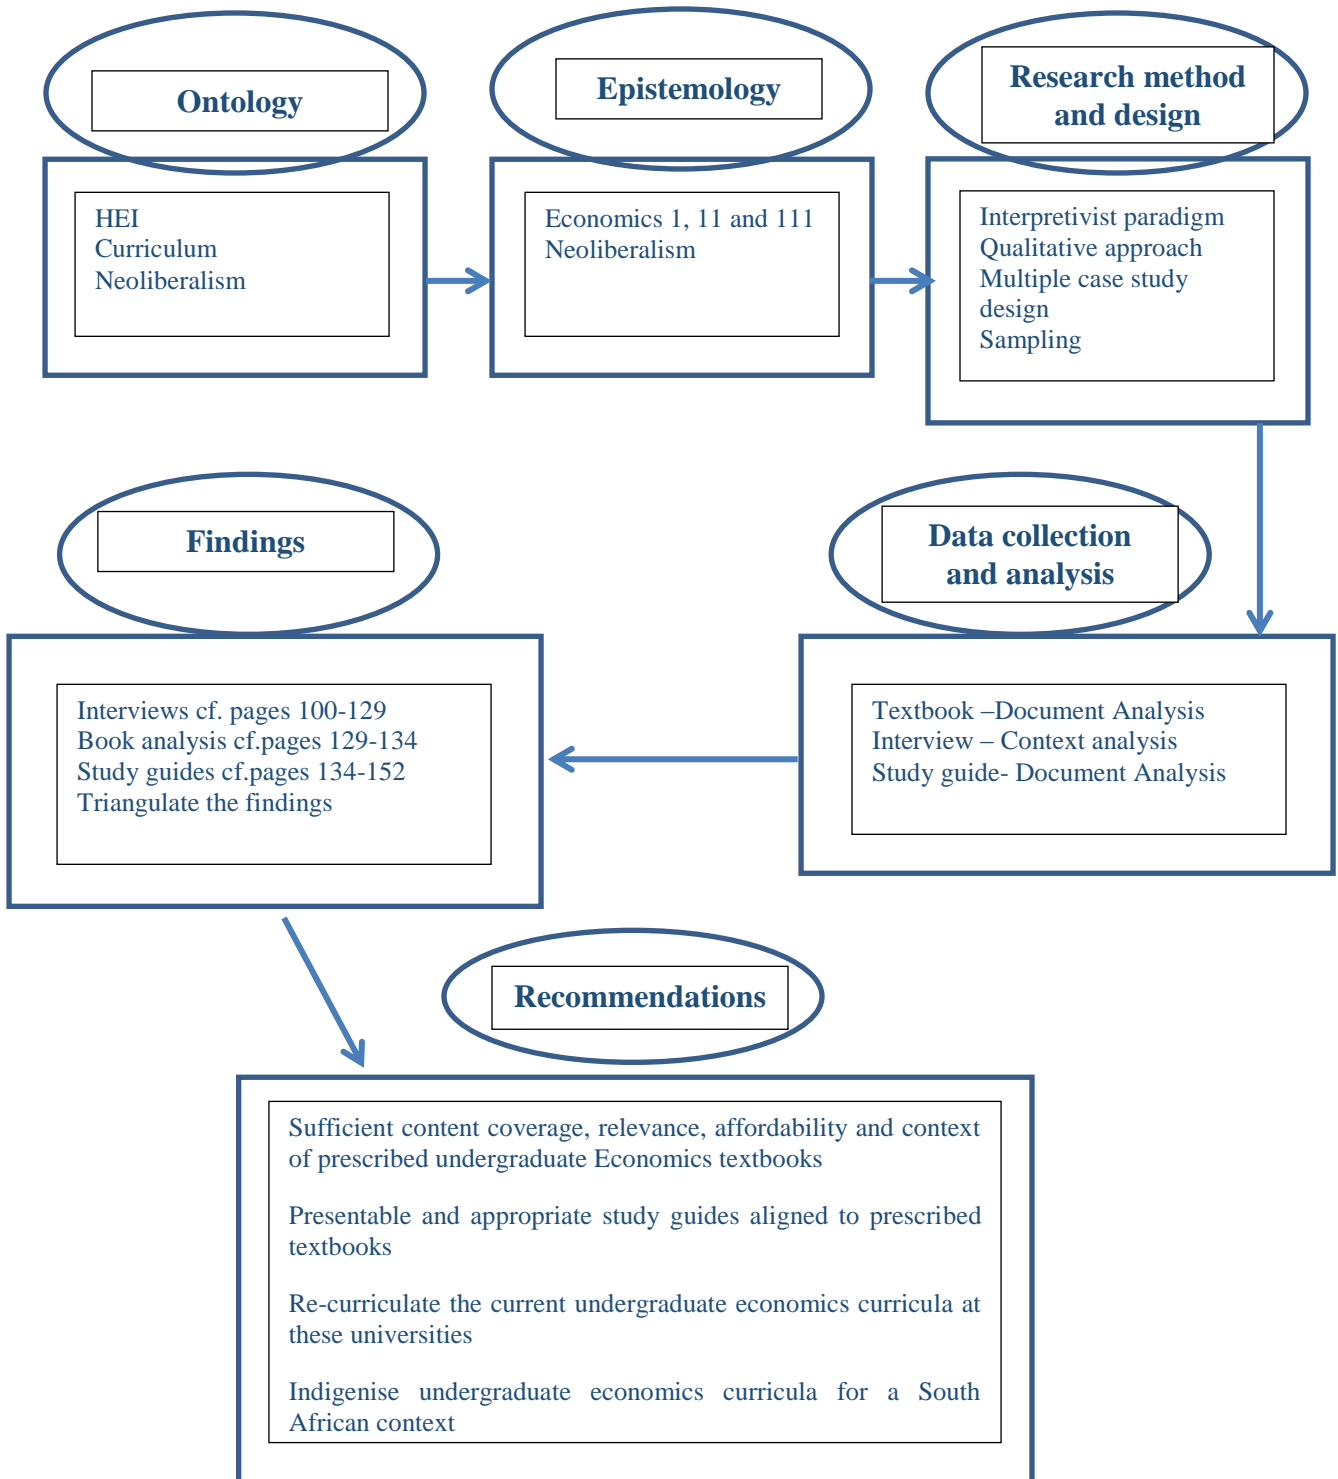 Ontology
HEI
Curriculum
Neoliberalism
Epistemology
Economics 1, 11 and 111
Neoliberalism
Research method
and design
Interpretivist paradigm
Qualitative approach
Multiple case study
design
Sampling
Data collection
and analysis
Textbook –Document Analysis
Interview – Context analysis
Study guide- Document Analysis
Findings
Interviews cf. pages 100-129
Book analysis cf.pages 129-134
Study guides cf.pages 134-152
Triangulate the findings
Recommendations
Sufficient content coverage, relevance, affordability and context
of prescribed undergraduate Economics textbooks
Presentable and appropriate study guides aligned to prescribed
textbooks
Re-curriculate the current undergraduate economics curricula at
these universities
Indigenise undergraduate economics curricula for a South
African context